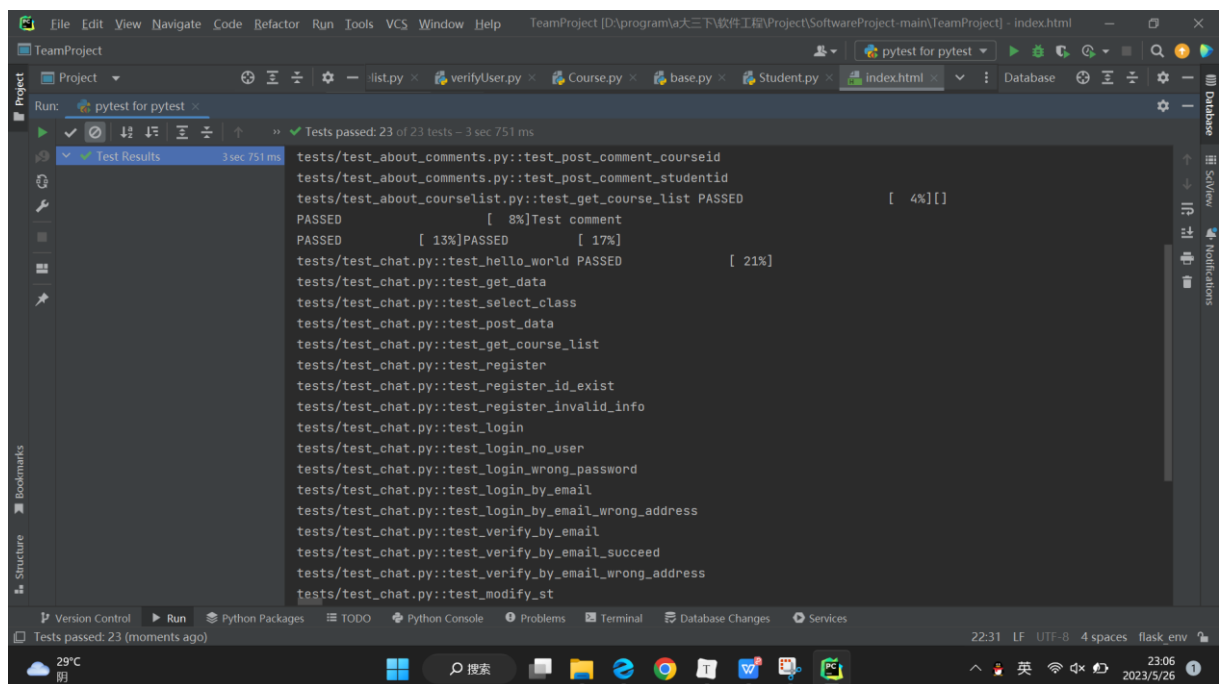 File Edit View Navigate Code Refactor Run Tools VCS Window Help TeamProject [D:\program\a大三下\软件工程\Project\SoftwareProject-main\TeamProject] - index.html
TeamProject pytest for pytest
Project list.py verifyUser.py Course.py base.py Student.py index.html Database
Run: pytest for pytest
Tests passed: 23 of 23 tests – 3 sec 751 ms
Test Results 3 sec 751 ms
tests/test_about_comments.py::test_post_comment_courseid
tests/test_about_comments.py::test_post_comment_studentid
tests/test_about_courselist.py::test_get_course_list PASSED [ 4%][]
PASSED [ 8%]Test comment
PASSED [ 13%]PASSED [ 17%]
tests/test_chat.py::test_hello_world PASSED [ 21%]
tests/test_chat.py::test_get_data
tests/test_chat.py::test_select_class
tests/test_chat.py::test_post_data
tests/test_chat.py::test_get_course_list
tests/test_chat.py::test_register
tests/test_chat.py::test_register_id_exist
tests/test_chat.py::test_register_invalid_info
tests/test_chat.py::test_login
tests/test_chat.py::test_login_no_user
tests/test_chat.py::test_login_wrong_password
tests/test_chat.py::test_login_by_email
tests/test_chat.py::test_login_by_email_wrong_address
tests/test_chat.py::test_verify_by_email
tests/test_chat.py::test_verify_by_email_succeed
tests/test_chat.py::test_verify_by_email_wrong_address
tests/test_chat.py::test_modify_st
Project
Bookmarks
Structure
Database
SciView
Notifications
Version Control Run Python Packages TODO Python Console Problems Terminal Database Changes Services
Tests passed: 23 (moments ago) 22:31 LF UTF-8 4 spaces flask_env
29°C
阴
搜索
英
23:06
2023/5/26
1